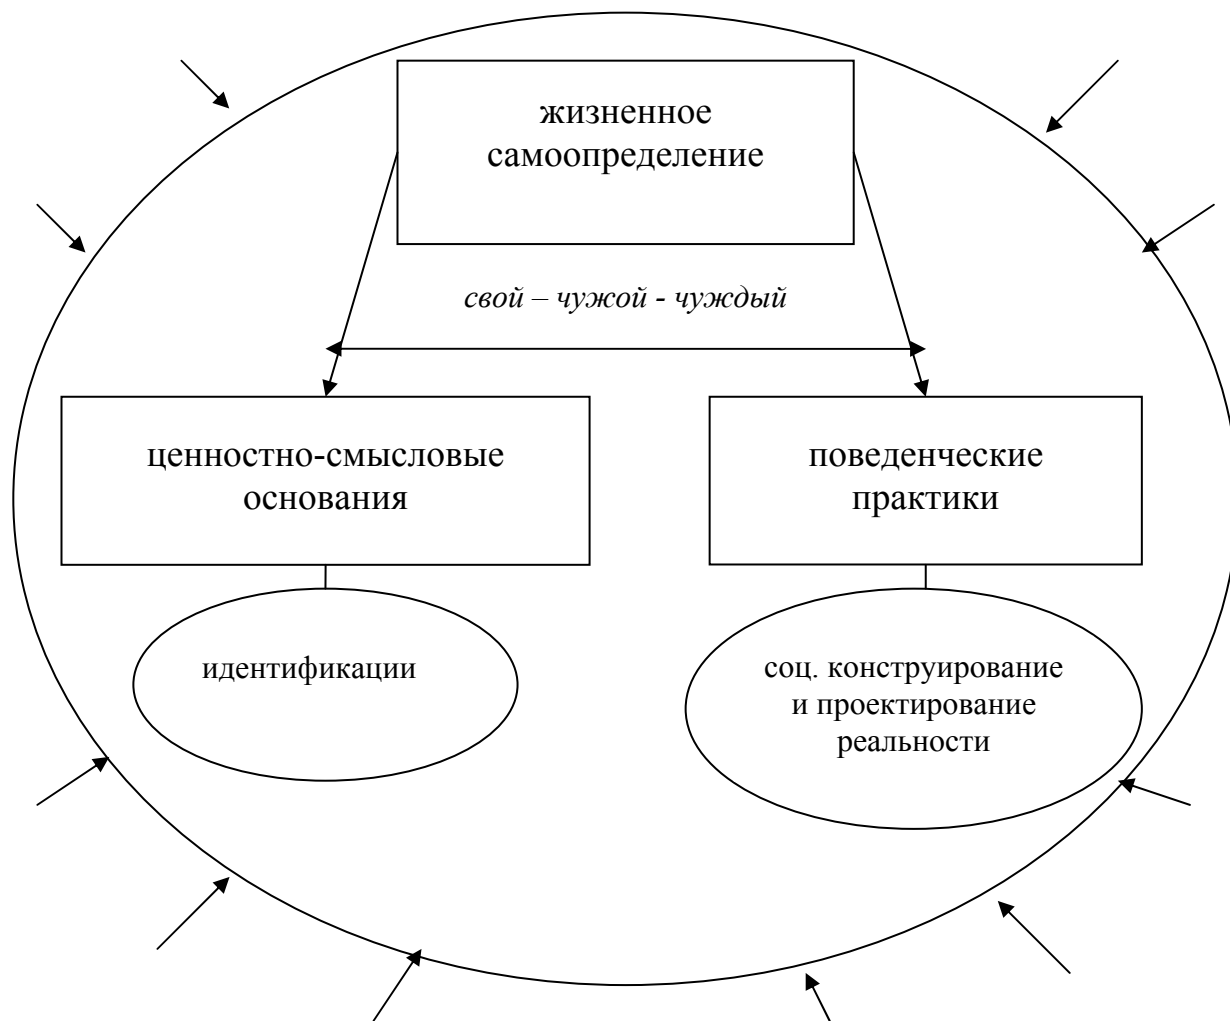 жизненное
самоопределение
свой – чужой - чуждый
ценностно-смысловые
основания
поведенческие
практики
идентификации
соц. конструирование
и проектирование
реальности